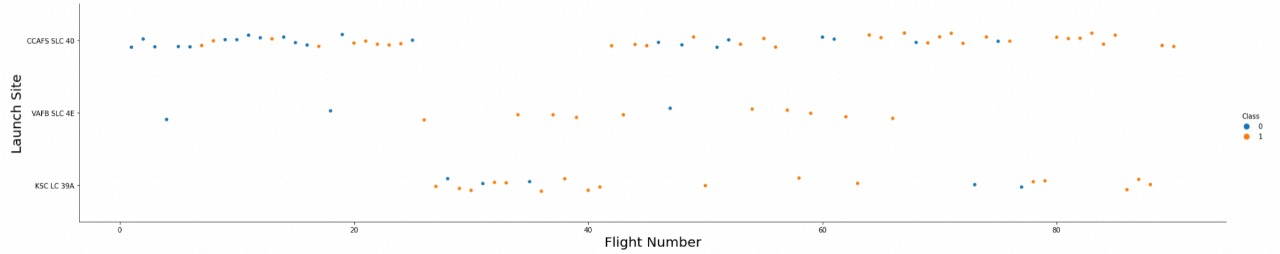 Launch Site
CCAFS SLC 40
VAFB SLC 4E
KSC LC 39A
0 20 40 60 80
Flight Number
Class
0
1